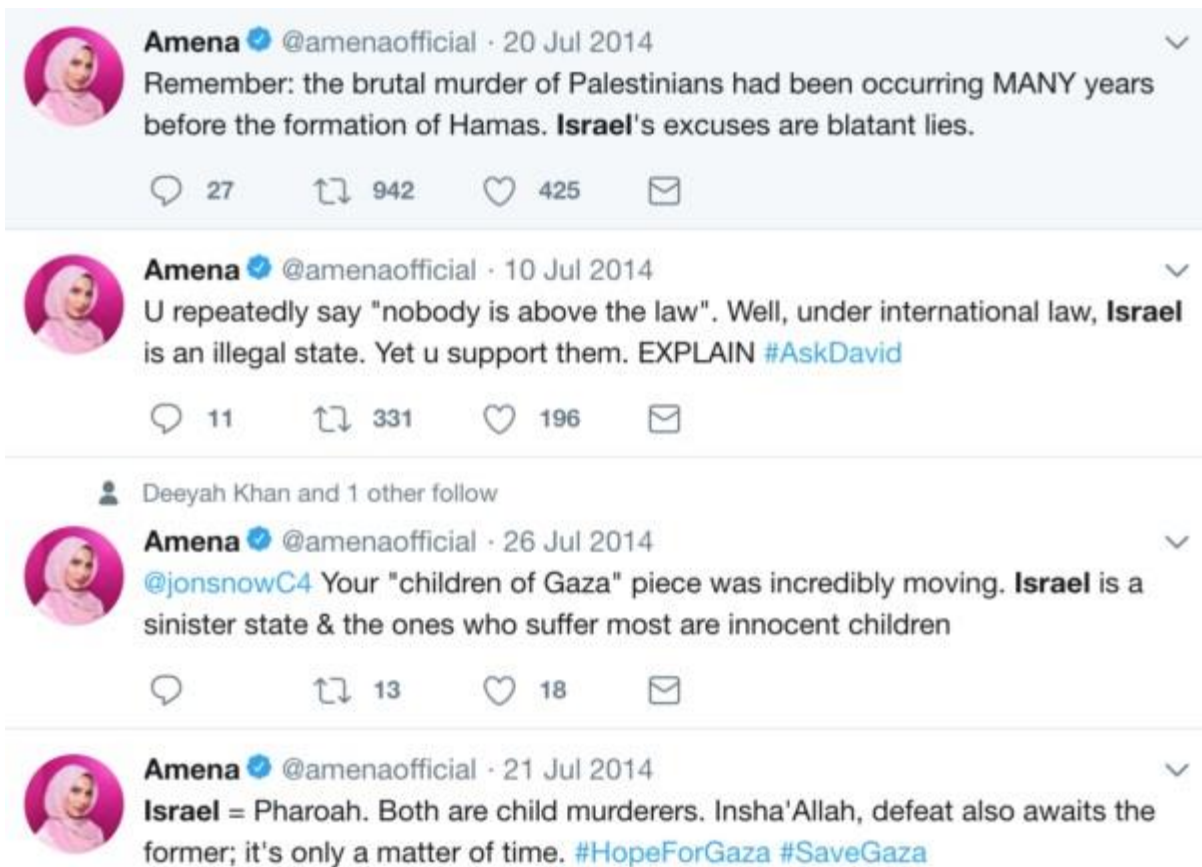 Amena @amenaofficial · 20 Jul 2014
Remember: the brutal murder of Palestinians had been occurring MANY years
before the formation of Hamas. Israel's excuses are blatant lies.
27 942 425
Amena @amenaofficial · 10 Jul 2014
U repeatedly say "nobody is above the law". Well, under international law, Israel
is an illegal state. Yet u support them. EXPLAIN #AskDavid
11 331 196
Deeyah Khan and 1 other follow
Amena @amenaofficial · 26 Jul 2014
@jonsnowC4 Your "children of Gaza" piece was incredibly moving. Israel is a
sinister state & the ones who suffer most are innocent children
13 18
Amena @amenaofficial · 21 Jul 2014
Israel = Pharoah. Both are child murderers. Insha'Allah, defeat also awaits the
former; it's only a matter of time. #HopeForGaza #SaveGaza